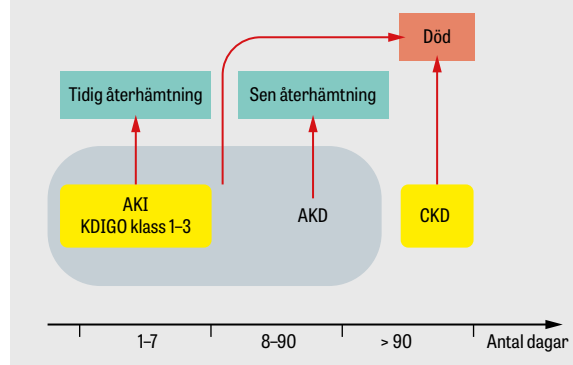 Död
Tidig återhämtning
Sen återhämtning
AKI
KDIGO klass 1–3
AKD
CKD
1–7
8–90
> 90
Antal dagar